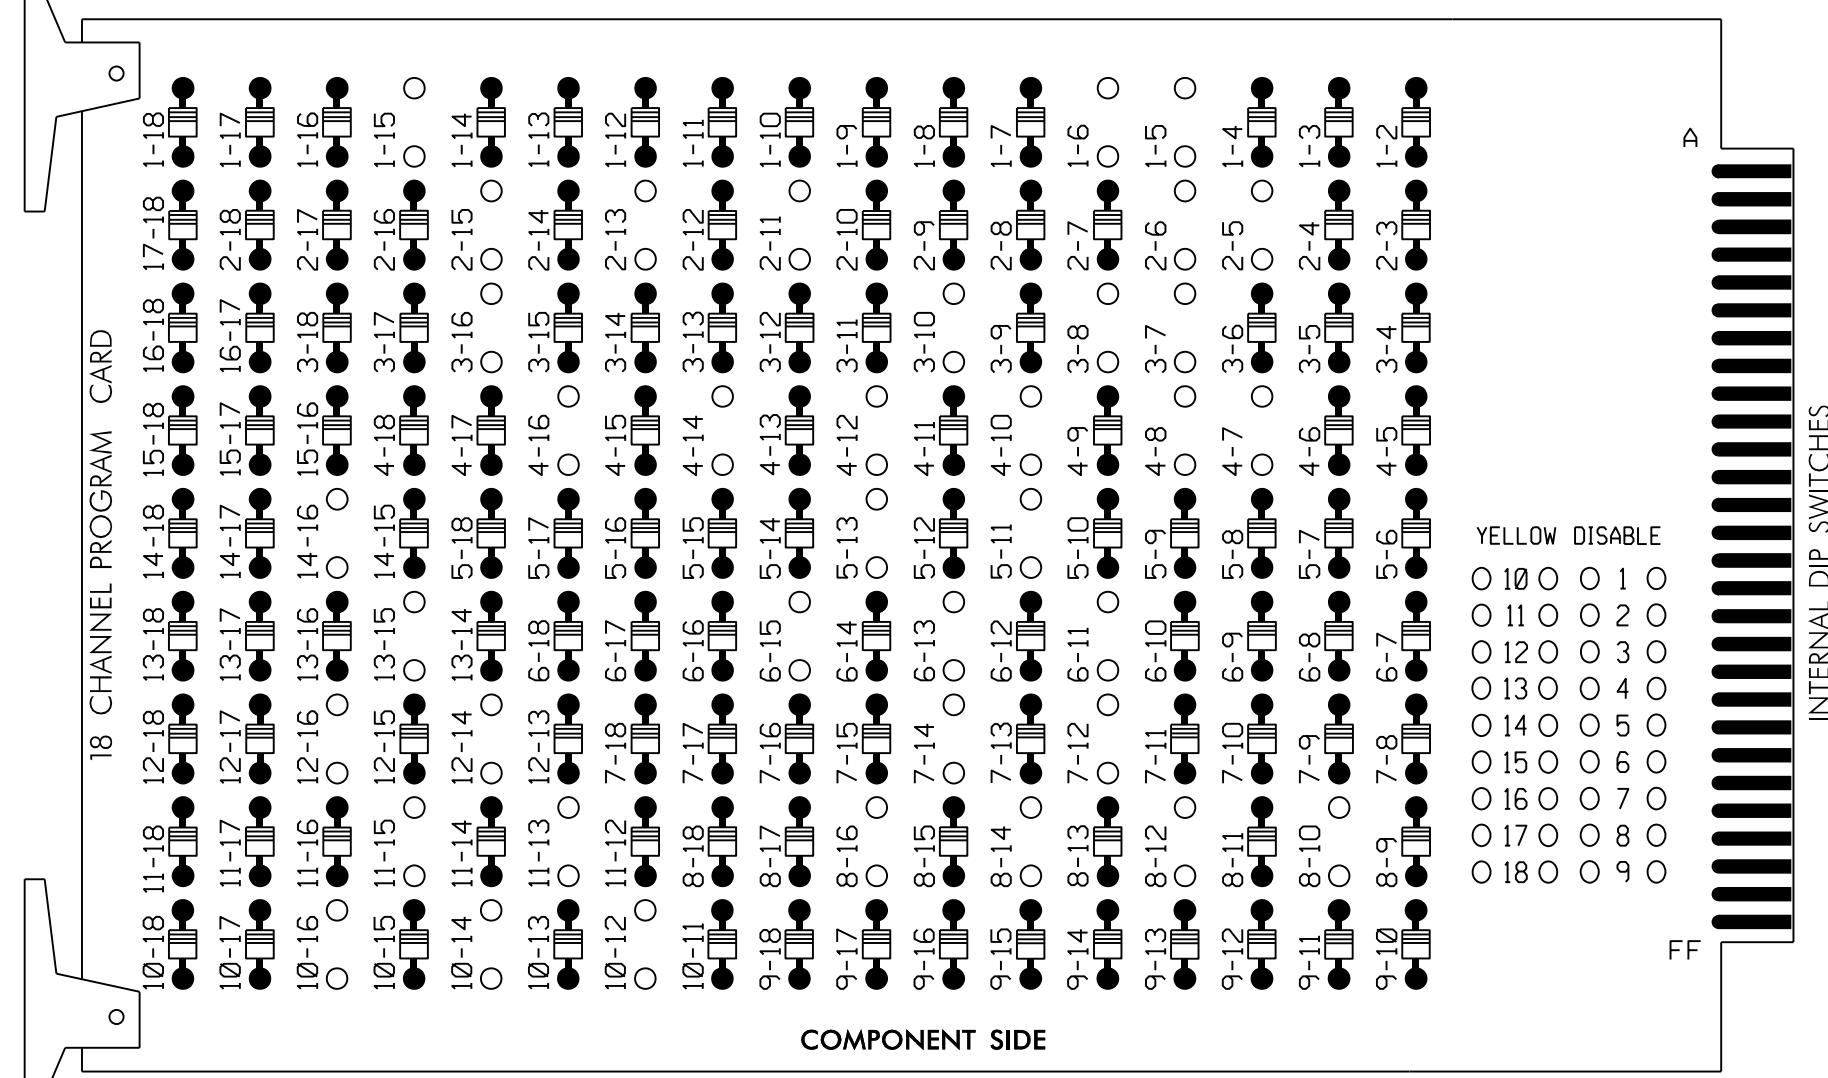 1-18 1-17 1-16 1-15 1-14 1-13 1-12 1-11 1-10 1-9 1-8 1-7 1-6 1-5 1-4 1-3 1-2
A
17-18 2-18 2-17 2-16 2-15 2-14 2-13 2-12 2-11 2-10 2-9 2-8 2-7 2-6 2-5 2-4 2-3
16-18 16-17 3-18 3-17 3-16 3-15 3-14 3-13 3-12 3-11 3-10 3-9 3-8 3-7 3-6 3-5 3-4
15-18 15-17 15-16 4-18 4-17 4-16 4-15 4-14 4-13 4-12 4-11 4-10 4-9 4-8 4-7 4-6 4-5
14-18 14-17 14-16 14-15 5-18 5-17 5-16 5-15 5-14 5-13 5-12 5-11 5-10 5-9 5-8 5-7 5-6
13-18 13-17 13-16 13-15 13-14 6-18 6-17 6-16 6-15 6-14 6-13 6-12 6-11 6-10 6-9 6-8 6-7
12-18 12-17 12-16 12-15 12-14 12-13 7-18 7-17 7-16 7-15 7-14 7-13 7-12 7-11 7-10 7-9 7-8
11-18 11-17 11-16 11-15 11-14 11-13 11-12 8-18 8-17 8-16 8-15 8-14 8-13 8-12 8-11 8-10 8-9
10-18 10-17 10-16 10-15 10-14 10-13 10-12 10-11 9-18 9-17 9-16 9-15 9-14 9-13 9-12 9-11 9-10
18 CHANNEL PROGRAM CARD
YELLOW DISABLE
10 1
11 2
12 3
13 4
14 5
15 6
16 7
17 8
18 9
FF
INTERNAL DIP SWITCHES
COMPONENT SIDE